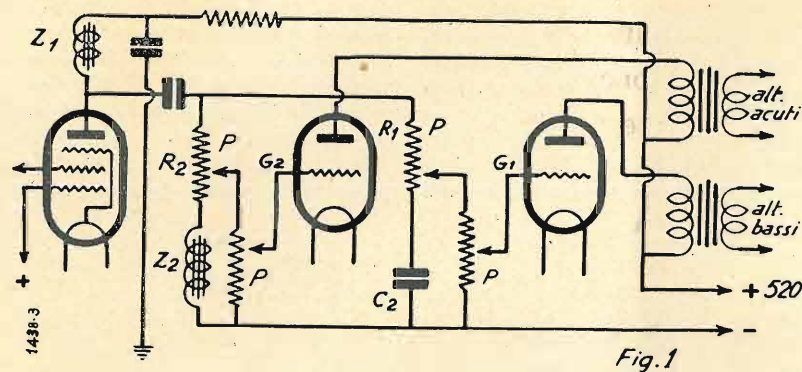 Z1
R2
P
G2
R1
P
G1
alt.
acuti
alt.
bassi
Z2
P
C2
P
+
+ 520
-
1438-3
Fig. 1